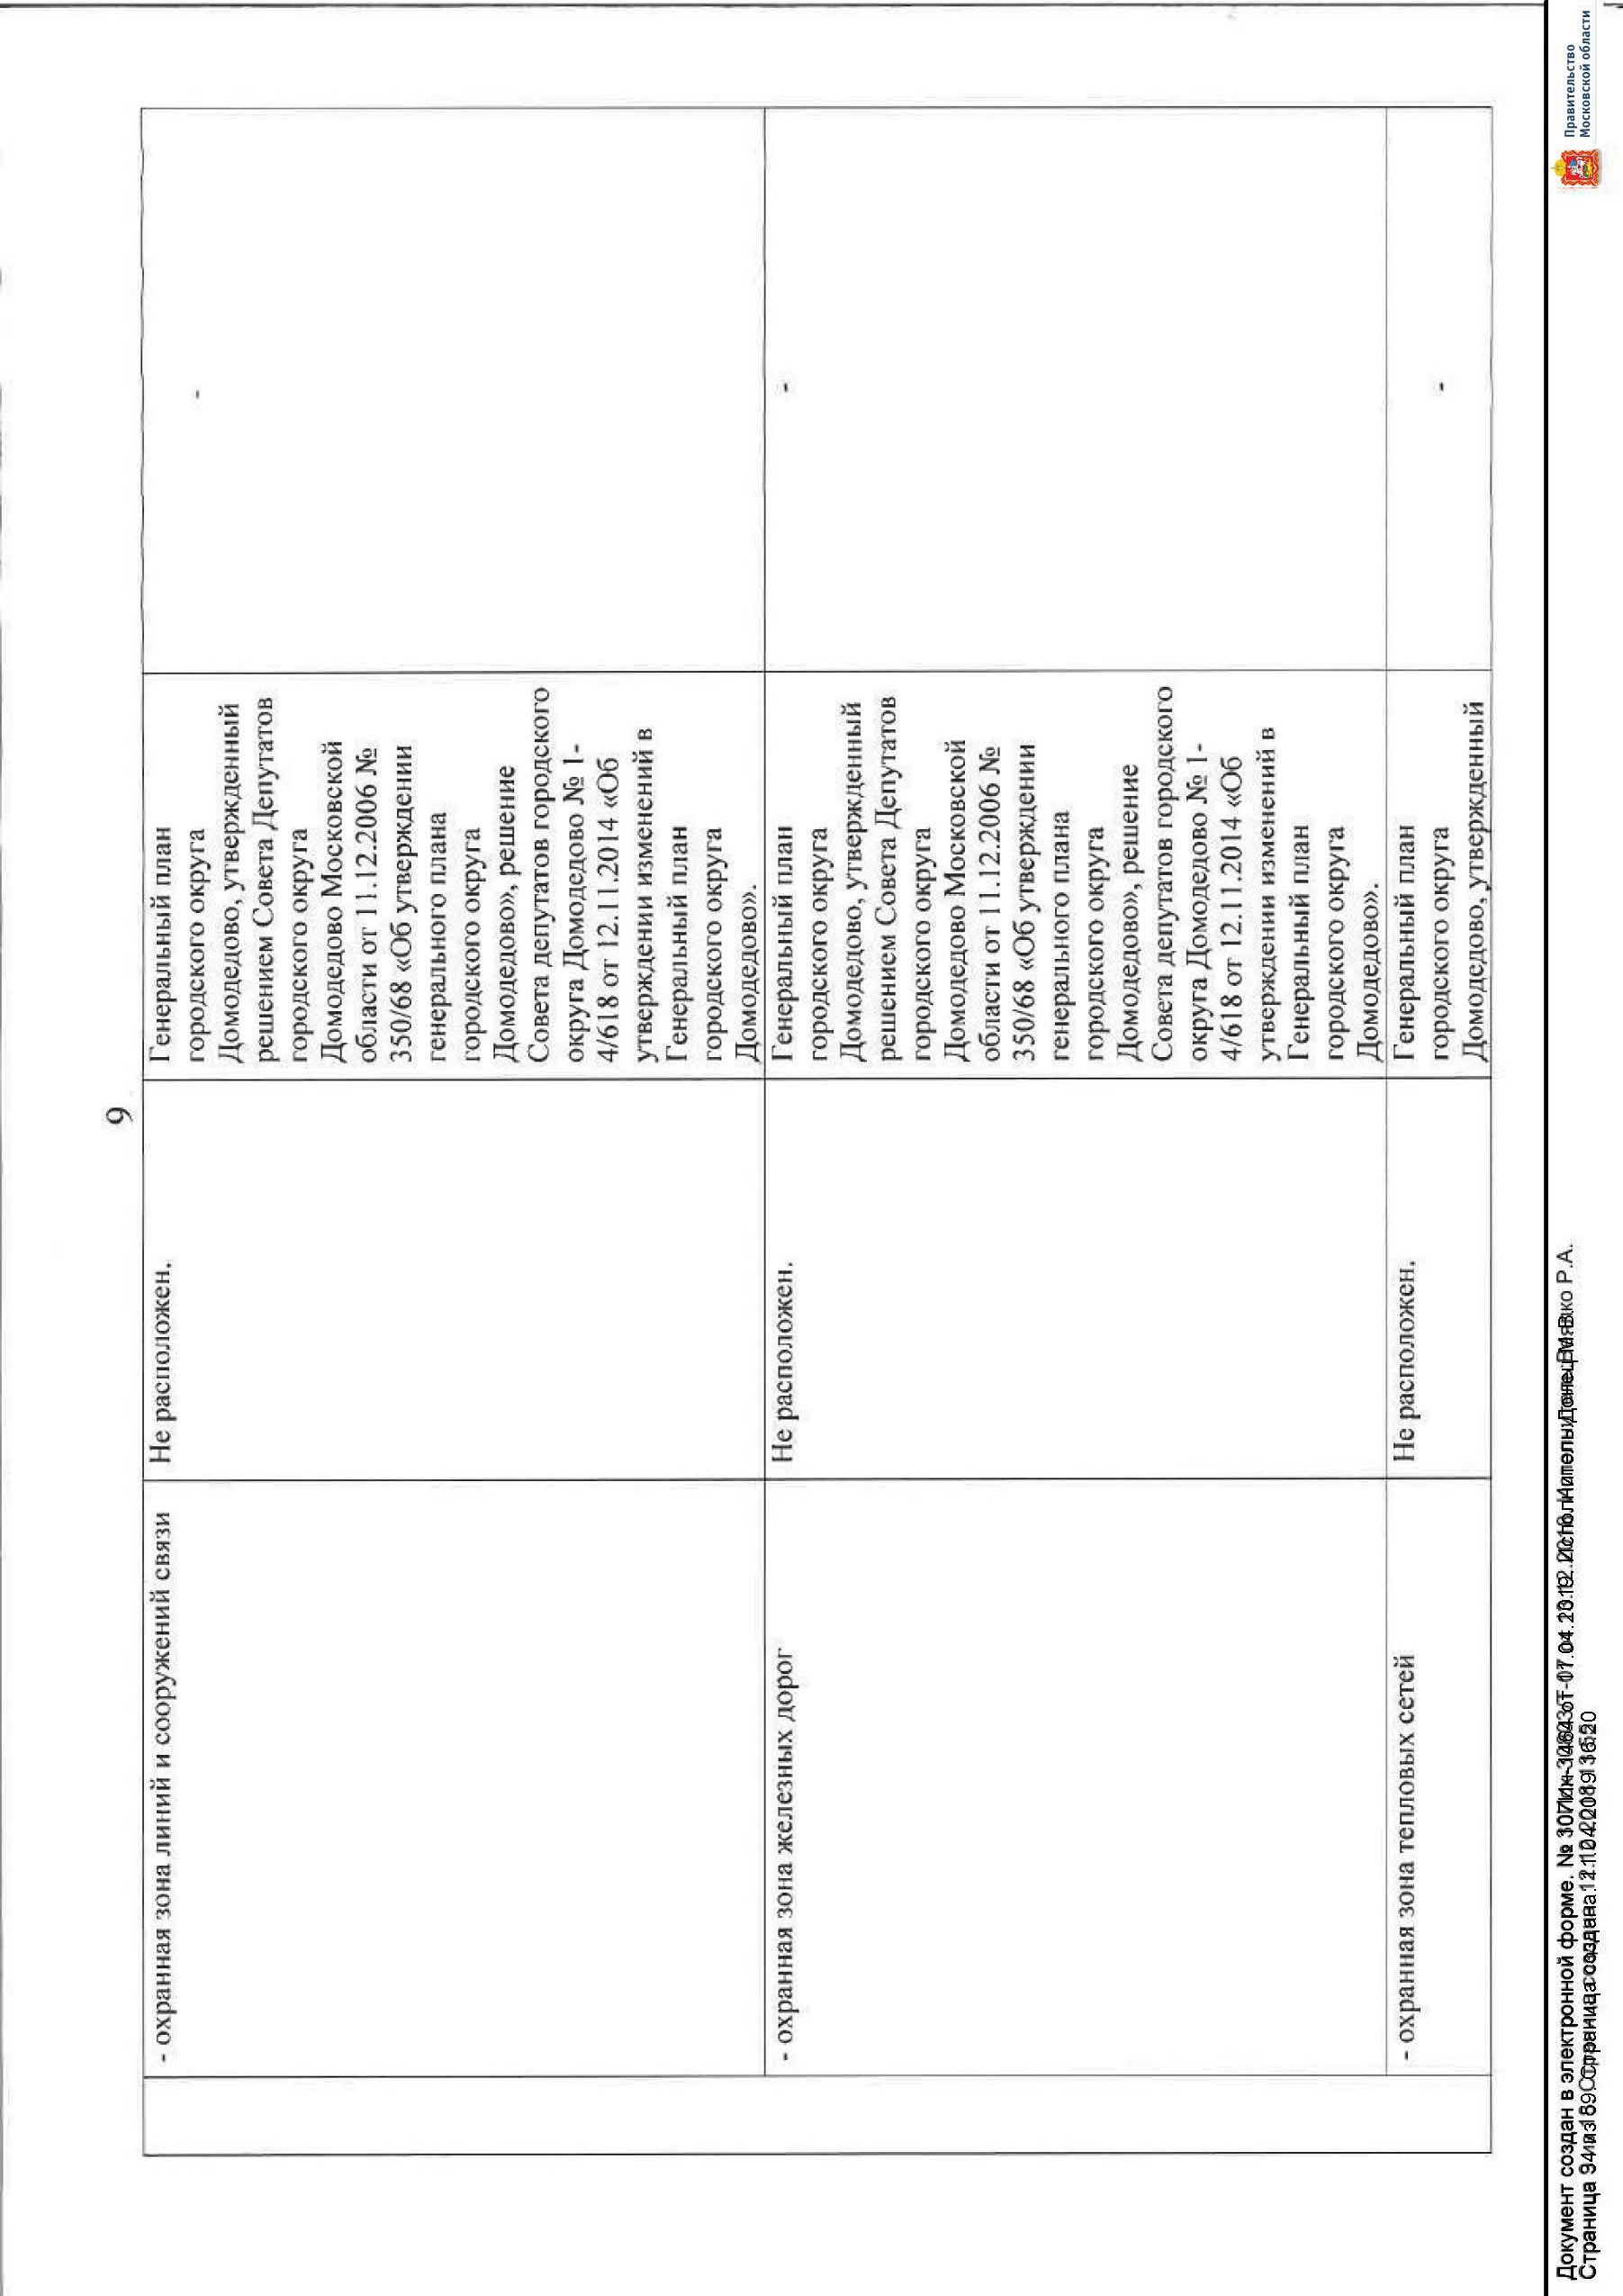 9
- охранная зона линий и сооружений связи
Не расположен.
Генеральный план
городского округа
Домодедово, утвержденный
решением Совета Депутатов
городского округа
Домодедово Московской
области от 11.12.2006 №
350/68 «Об утверждении
генерального плана
городского округа
Домодедово», решение
Совета депутатов городского
округа Домодедово № 1-
4/618 от 12.11.2014 «Об
утверждении изменений в
Генеральный план
городского округа
Домодедово».
-
- охранная зона железных дорог
Не расположен.
Генеральный план
городского округа
Домодедово, утвержденный
решением Совета Депутатов
городского округа
Домодедово Московской
области от 11.12.2006 №
350/68 «Об утверждении
генерального плана
городского округа
Домодедово», решение
Совета депутатов городского
округа Домодедово № 1-
4/618 от 12.11.2014 «Об
утверждении изменений в
Генеральный план
городского округа
Домодедово».
-
- охранная зона тепловых сетей
Не расположен.
Генеральный план
городского округа
Домодедово, утвержденный
-
Документ создан в электронной форме. №
Страница
Правительство
Московской области